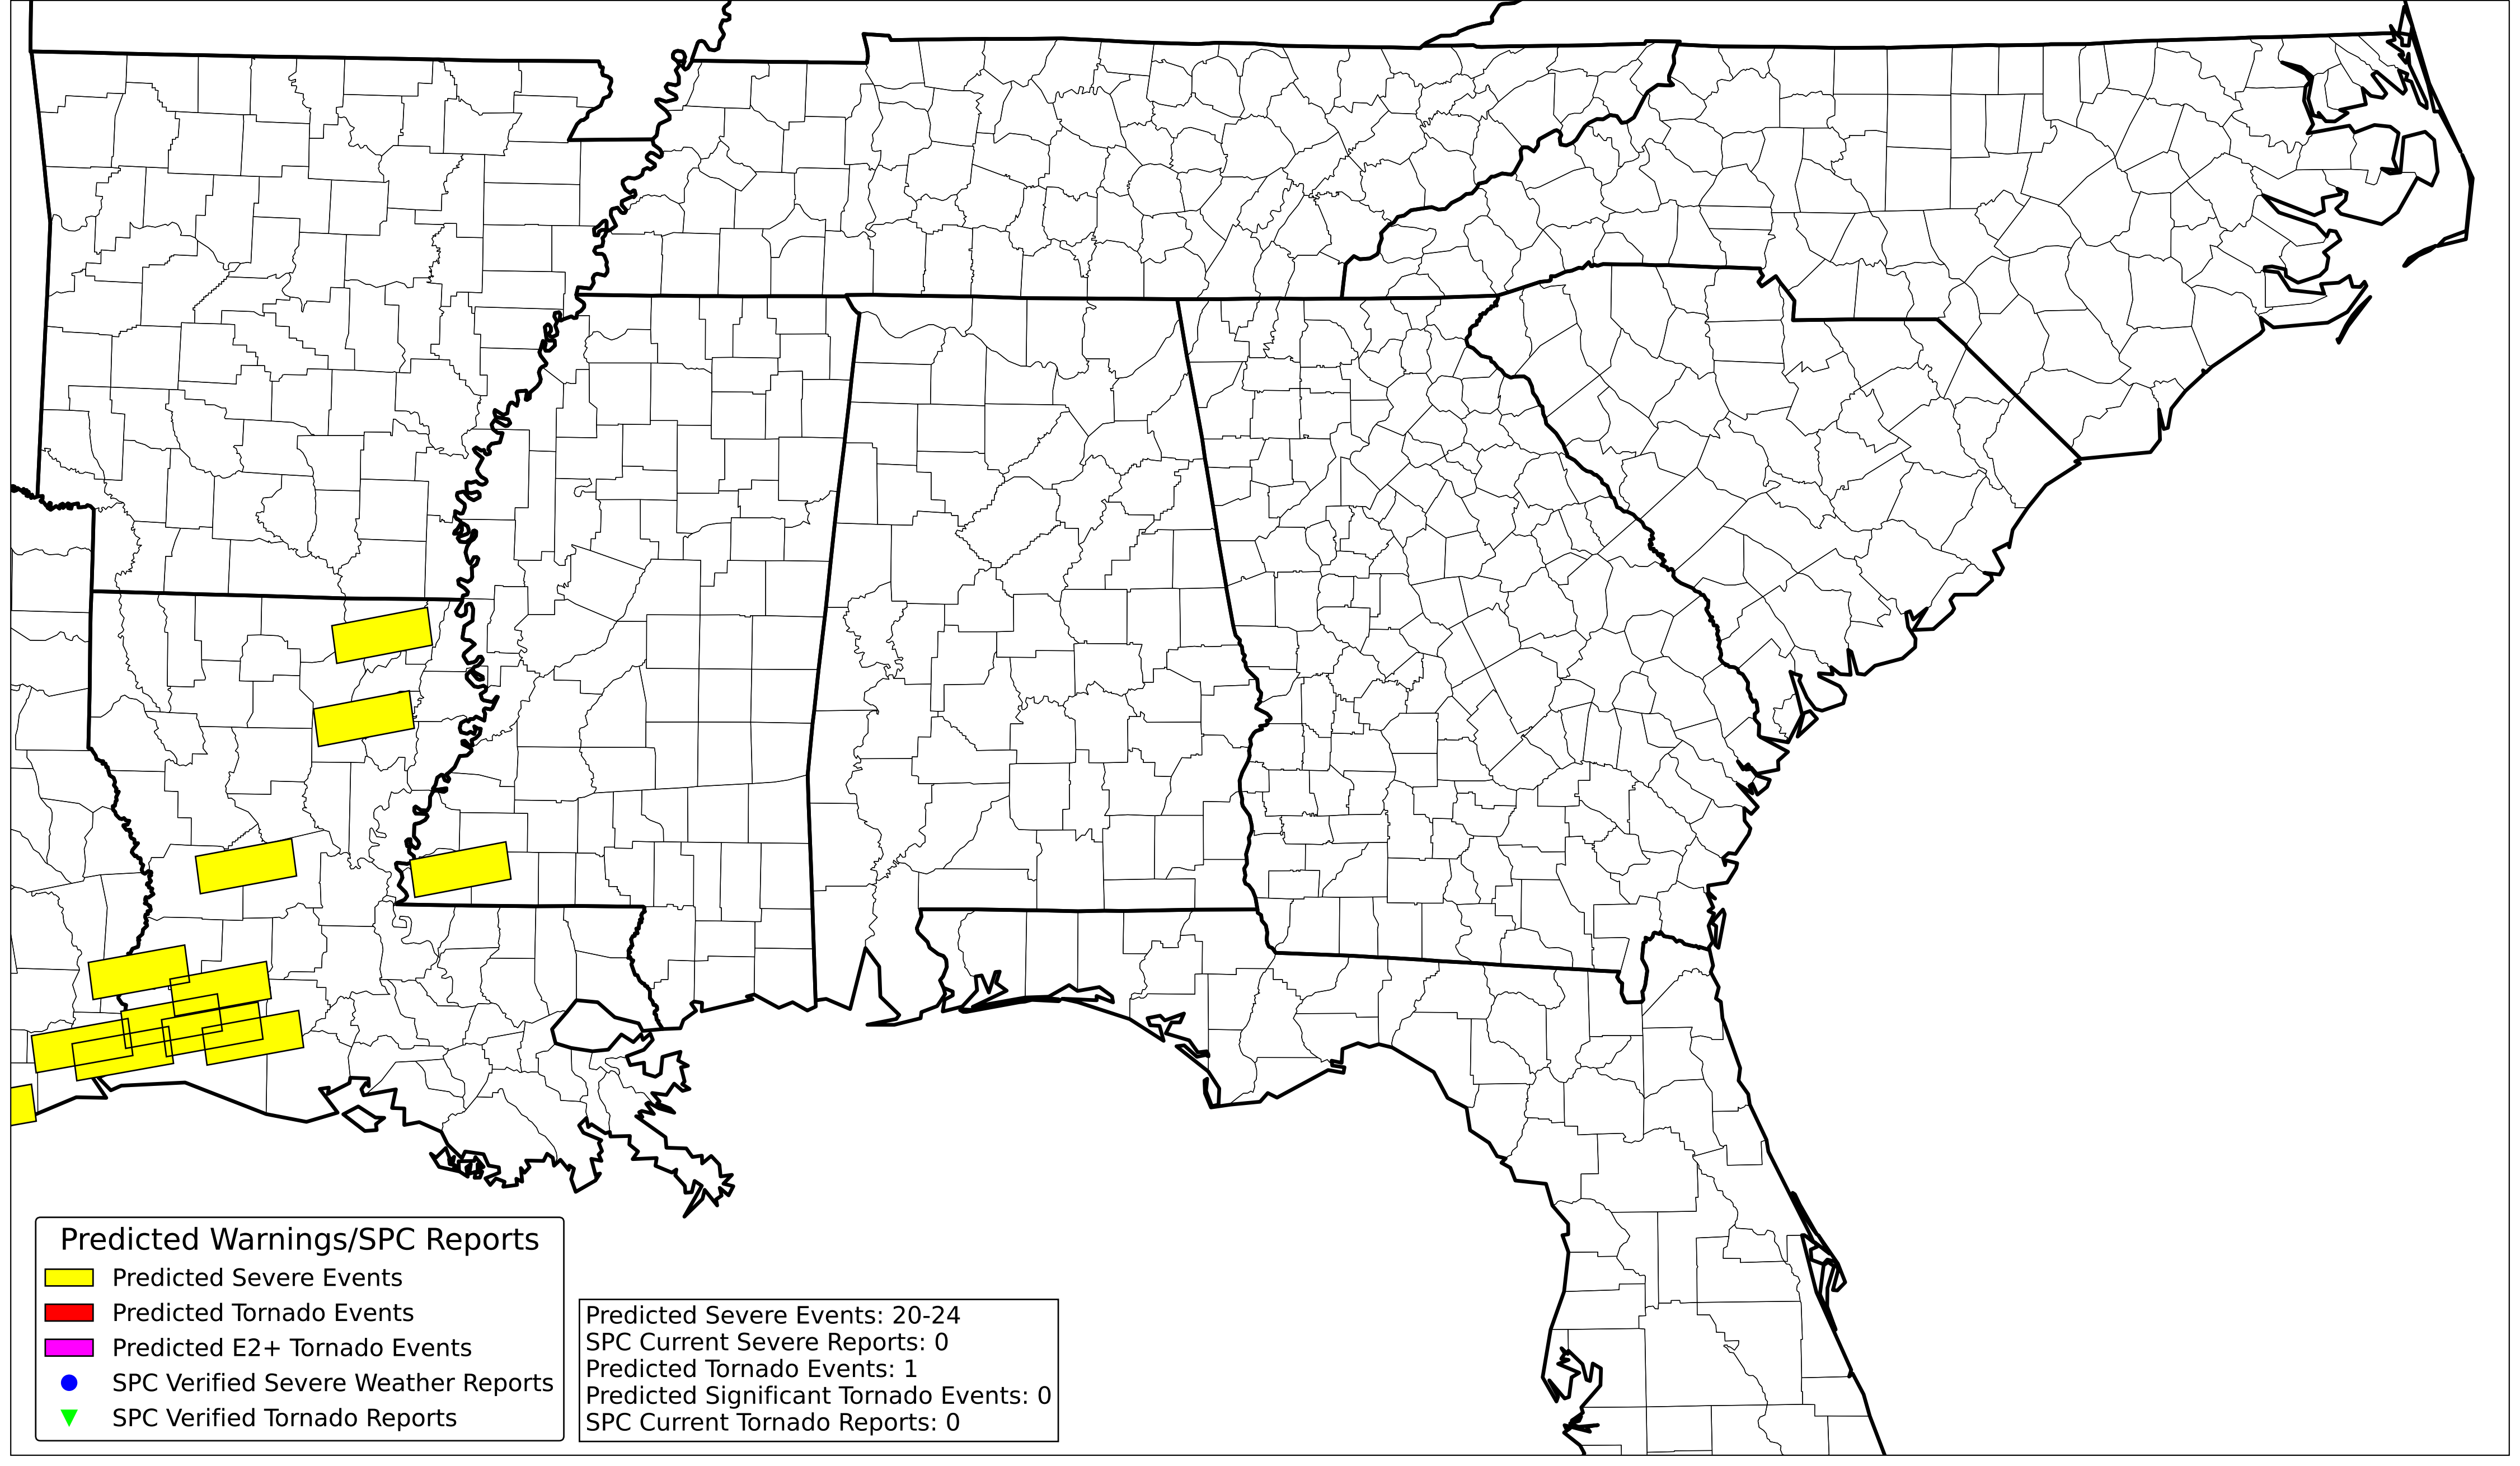 Predicted Warnings/SPC Reports
Predicted Severe Events
Predicted Tornado Events
Predicted E2+ Tornado Events
SPC Verified Severe Weather Reports
SPC Verified Tornado Reports
Predicted Severe Events: 20-24
SPC Current Severe Reports: 0
Predicted Tornado Events: 1
Predicted Significant Tornado Events: 0
SPC Current Tornado Reports: 0